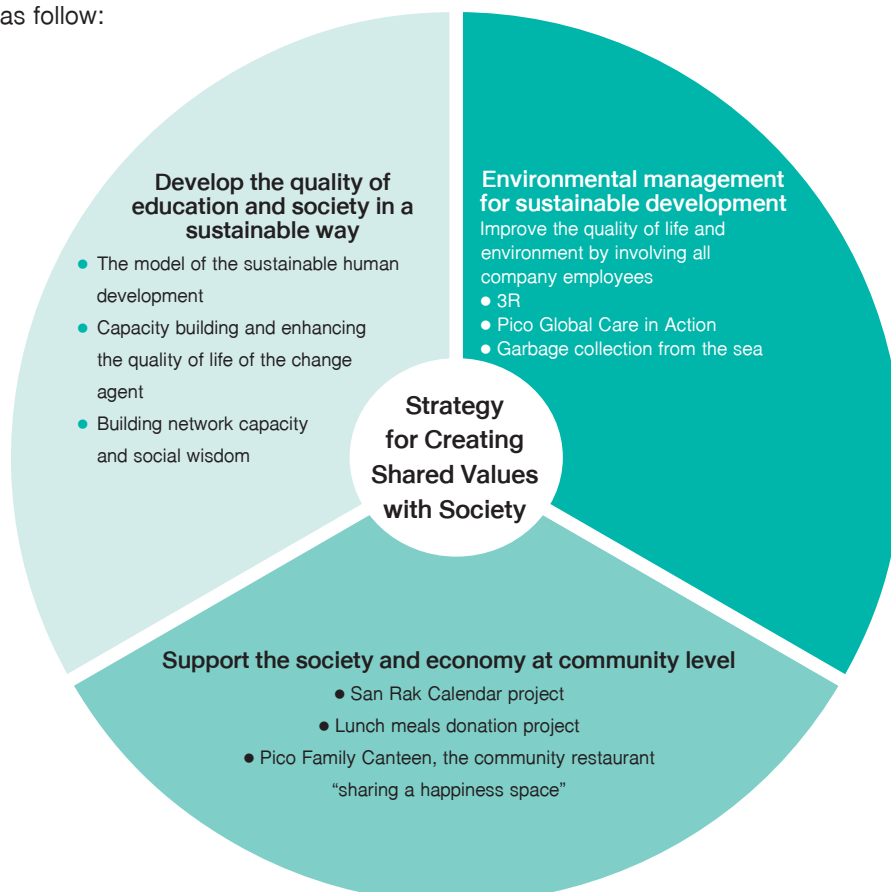 as follow:
Develop the quality of
education and society in a
sustainable way
● The model of the sustainable human
development
● Capacity building and enhancing
the quality of life of the change
agent
● Building network capacity
and social wisdom
Environmental management
for sustainable development
Improve the quality of life and
environment by involving all
company employees
● 3R
● Pico Global Care in Action
● Garbage collection from the sea
Strategy
for Creating
Shared Values
with Society
Support the society and economy at community level
● San Rak Calendar project
● Lunch meals donation project
● Pico Family Canteen, the community restaurant
“sharing a happiness space”